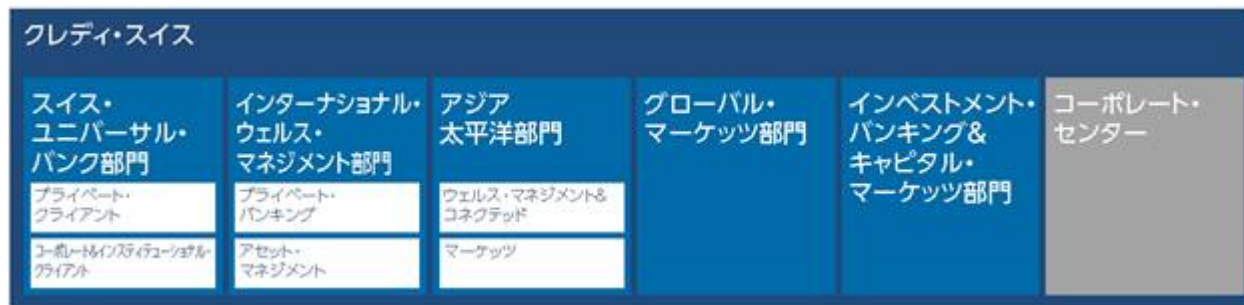 クレディ・スイス
スイス・
ユニバーサル・
バンク部門
プライベート・
クライアント
コーポレート&インスティテューショナル・
クライアント
インターナショナル・
ウェルス・
マネジメント部門
プライベート・
バンキング
アセット・
マネジメント
アジア
太平洋部門
ウェルス・マネジメント&
コネクテッド
マーケッツ
グローバル・
マーケッツ部門
インベストメント・
バンキング&
キャピタル・
マーケッツ部門
コーポレート・
センター